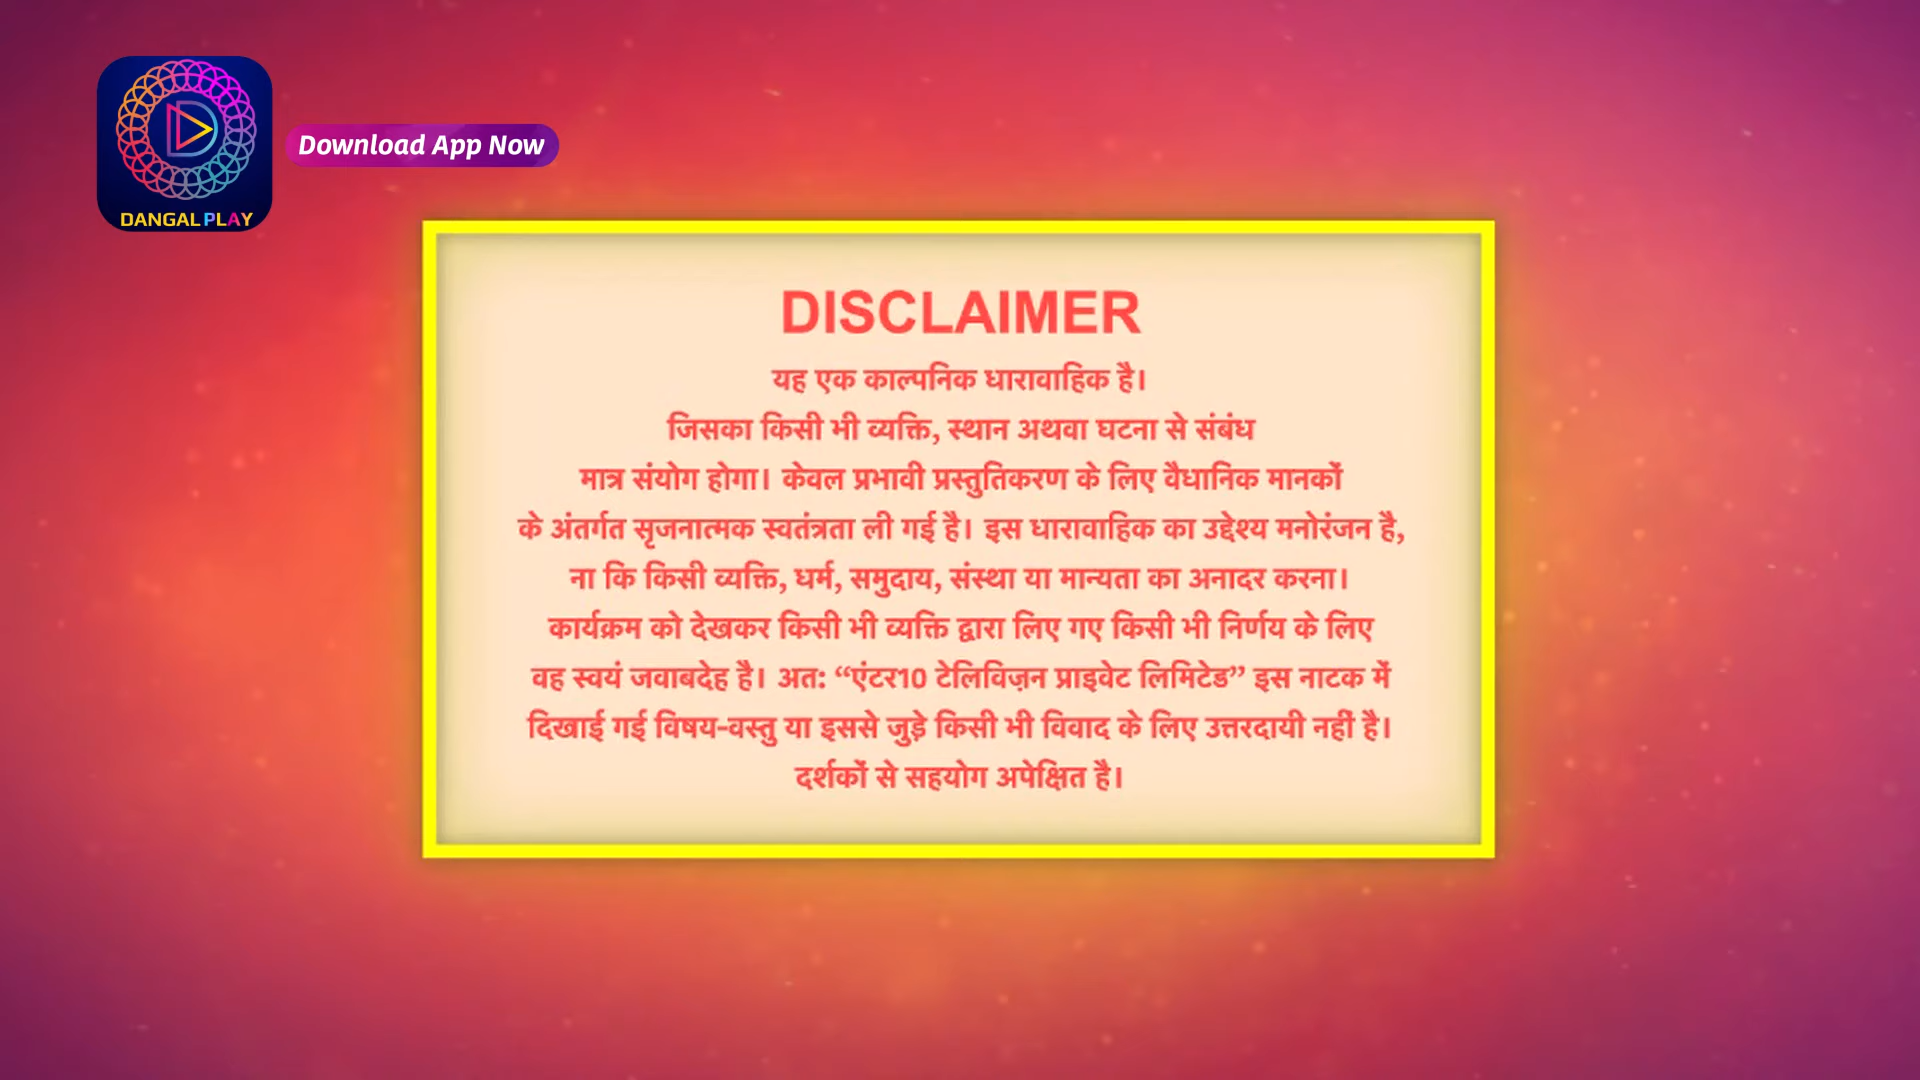 DANGAL PLAY
Download App Now
DISCLAIMER
यह एक काल्पनिक धारावाहिक है।
जिसका किसी भी व्यक्ति, स्थान अथवा घटना से संबंध
मात्र संयोग होगा। केवल प्रभावी प्रस्तुतिकरण के लिए वैधानिक मानकों
के अंतर्गत सृजनात्मक स्वतंत्रता ली गई है। इस धारावाहिक का उद्देश्य मनोरंजन है,
ना कि किसी व्यक्ति, धर्म, समुदाय, संस्था या मान्यता का अनादर करना।
कार्यक्रम को देखकर किसी भी व्यक्ति द्वारा लिए गए किसी भी निर्णय के लिए
वह स्वयं जवाबदेह है। अत: “एंटर10 टेलिविज़न प्राइवेट लिमिटेड” इस नाटक में
दिखाई गई विषय-वस्तु या इससे जुड़े किसी भी विवाद के लिए उत्तरदायी नहीं है।
दर्शकों से सहयोग अपेक्षित है।